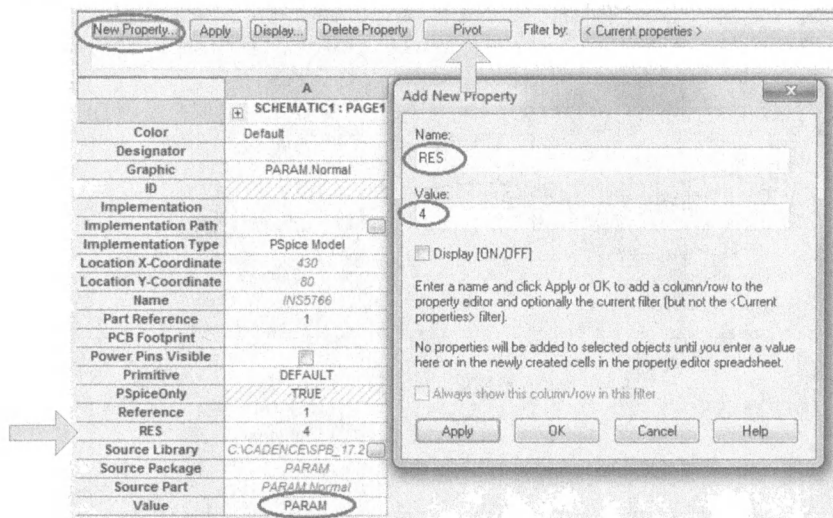 New Property... Apply Display... Delete Property Pivot Filter by: < Current properties >
A
SCHEMATIC1 : PAGE1
Color Default
Designator
Graphic PARAM.Normal
ID
Implementation
Implementation Path
Implementation Type PSpice Model
Location X-Coordinate 430
Location Y-Coordinate 80
Name INS5766
Part Reference 1
PCB Footprint
Power Pins Visible
Primitive DEFAULT
PSpiceOnly TRUE
Reference 1
RES 4
Source Library C:\CADENCE\SPB_17.2
Source Package PARAM
Source Part PARAM.Normal
Value PARAM
Add New Property
x
Name:
RES
Value:
4
Display [ON/OFF]
Enter a name and click Apply or OK to add a column/row to the
property editor and optionally the current filter (but not the <Current
properties> filter).
No properties will be added to selected objects until you enter a value
here or in the newly created cells in the property editor spreadsheet.
Always show this column/row in this filter
Apply OK Cancel Help